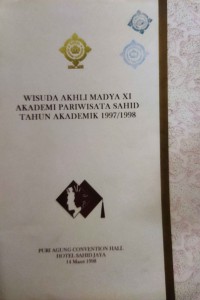 WISUDA AKHLI MADYA XI
AKADEMI PARIWISATA SAHID
TAHUN AKADEMIK 1997/1998
PURI AGUNG CONVENTION HALL
HOTEL SAHID JAYA
14 Maret 1998